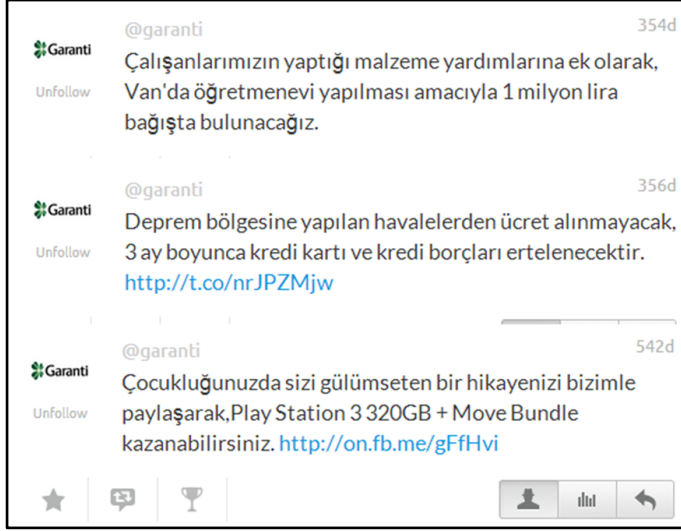 @garanti
354d
Garanti
Unfollow
Çalışanlarımızın yaptığı malzeme yardımlarına ek olarak,
Van'da öğretmenevi yapılması amacıyla 1 milyon lira
bağışta bulunacağız.
@garanti
356d
Garanti
Unfollow
Deprem bölgesine yapılan havalelerden ücret alınmayacak,
3 ay boyunca kredi kartı ve kredi borçları ertelenecektir.
http://t.co/nrJPZMjw
@garanti
542d
Garanti
Unfollow
Çocukluğunuzda sizi gülümseten bir hikayenizi bizimle
paylaşarak,Play Station 3 320GB + Move Bundle
kazanabilirsiniz. http://on.fb.me/gFfHvi